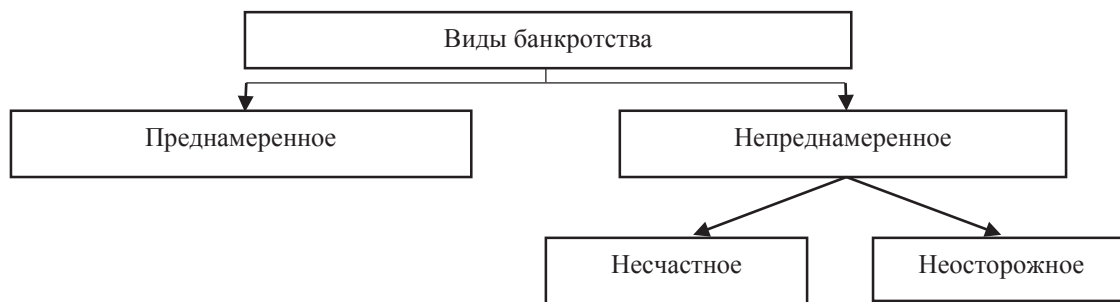 Виды банкротства
Преднамеренное
Непреднамеренное
Несчастное
Неосторожное